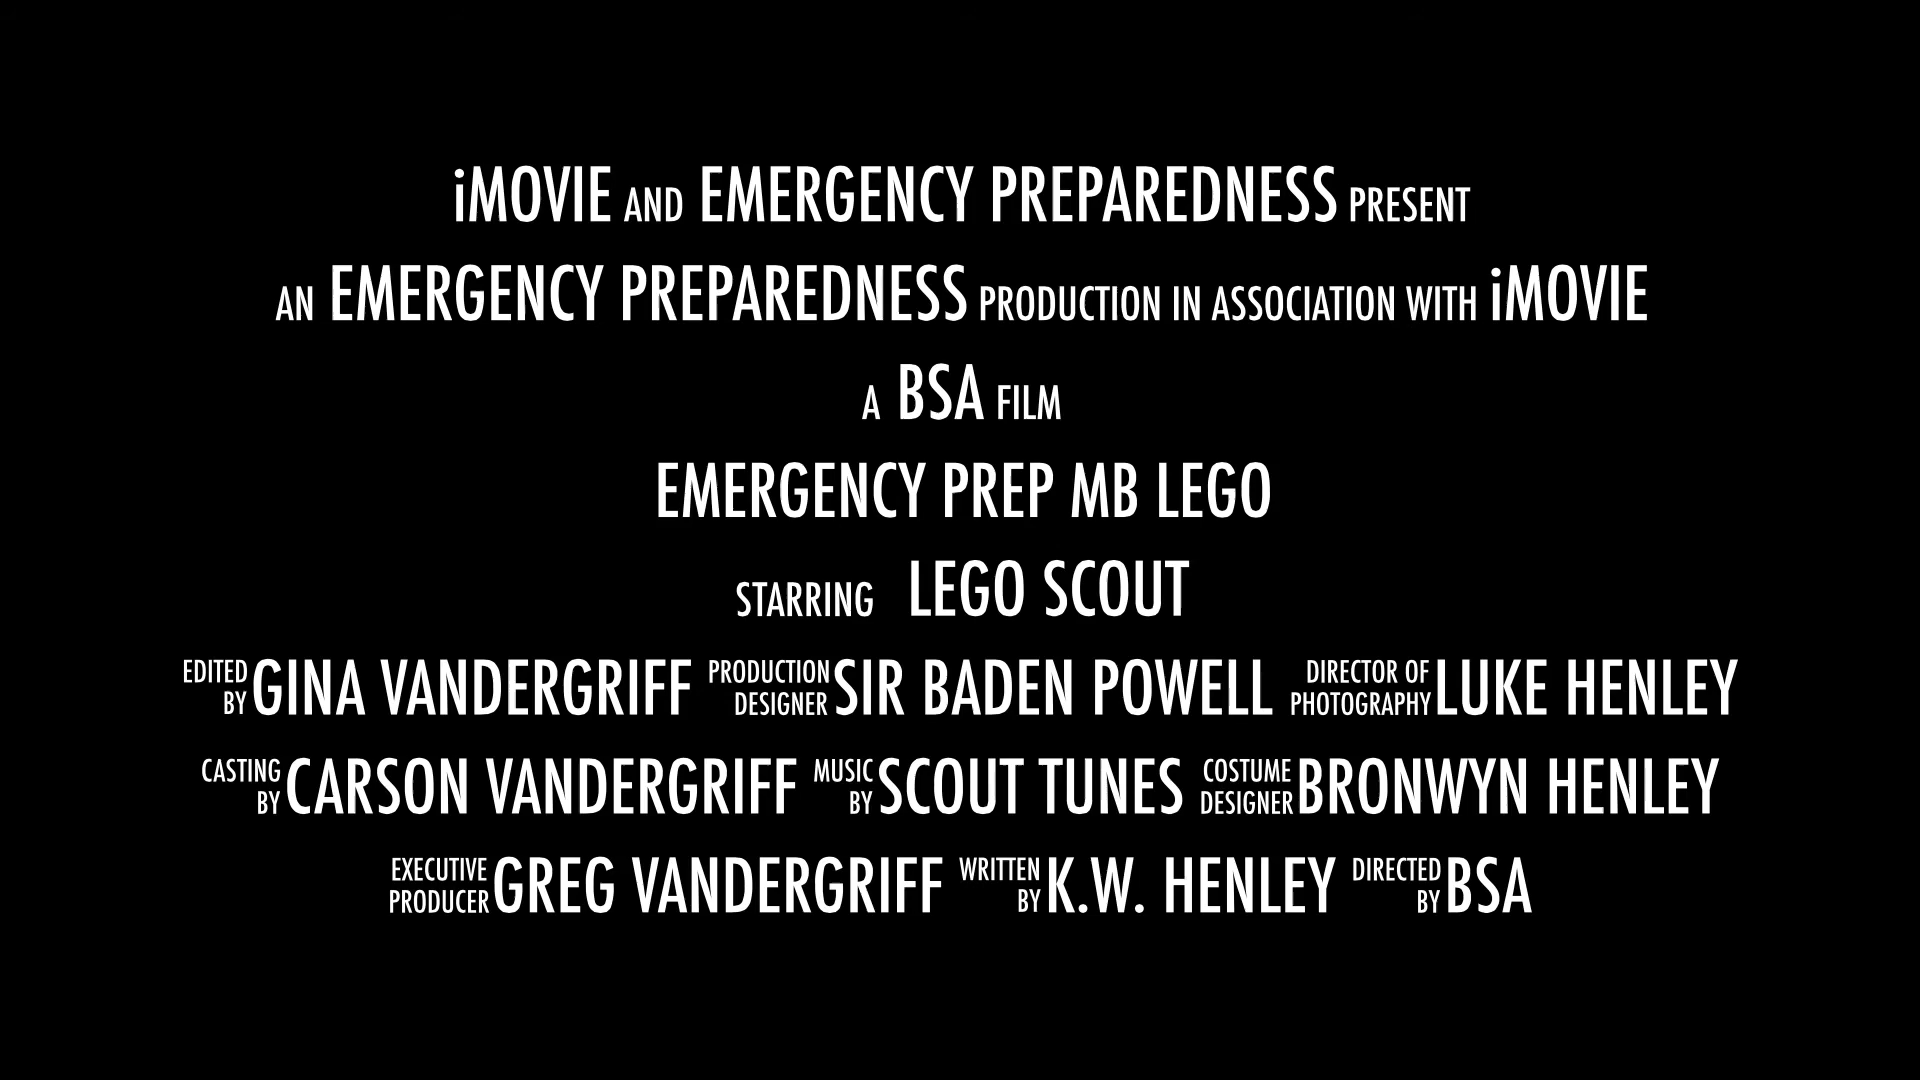 iMOVIE AND EMERGENCY PREPAREDNESS PRESENT
AN EMERGENCY PREPAREDNESS PRODUCTION IN ASSOCIATION WITH iMOVIE
A BSA FILM
EMERGENCY PREP MB LEGO
STARRING LEGO SCOUT
EDITED BY GINA VANDERGRIFF PRODUCTION DESIGNER SIR BADEN POWELL DIRECTOR OF PHOTOGRAPHY LUKE HENLEY
CASTING BY CARSON VANDERGRIFF MUSIC BY SCOUT TUNES COSTUME DESIGNER BRONWYN HENLEY
EXECUTIVE PRODUCER GREG VANDERGRIFF WRITTEN BY K.W. HENLEY DIRECTED BY BSA